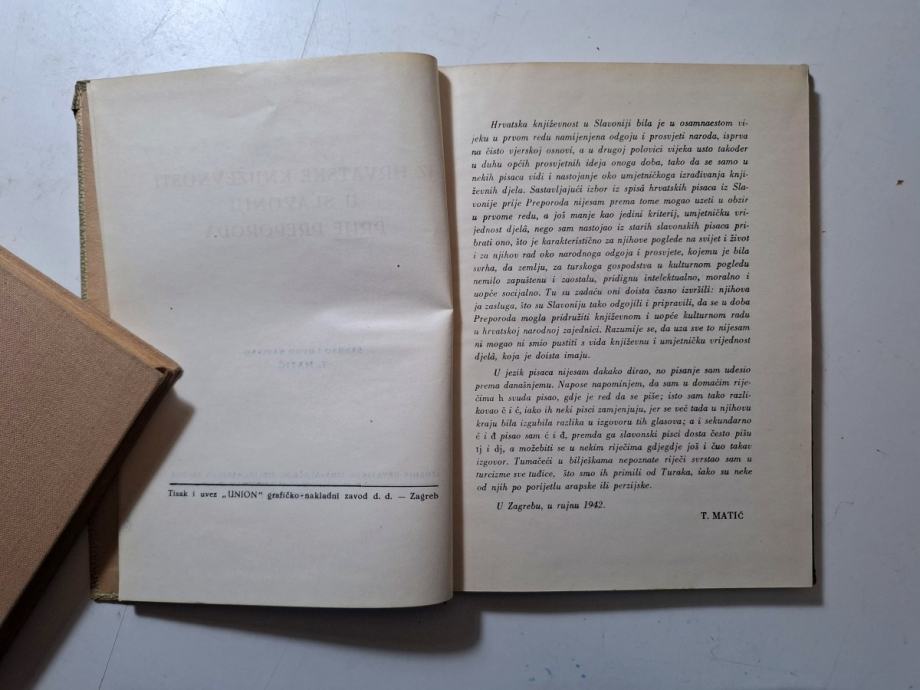 IZ HRVATSKE KNJIŽEVNOSTI
U SLAVONIJI
PRIJE PREPORODA
T. MATIĆ
Tisak i uvez „UNION" grafičko-nakladni zavod d. d. — Zagreb
Hrvatska književnost u Slavoniji bila je u osamnaestom vi-
jeku u prvom redu namijenjena odgoju i prosvjeti naroda, isprva
na čisto vjerskoj osnovi, a u drugoj polovici vijeka usto također
u duhu općih prosvjetnih ideja onoga doba, tako da se samo u
nekih pisaca vidi i nastojanje oko umjetničkoga izrađivanja knji-
ževnih djela. Sastavljajući izbor iz spisâ hrvatskih pisaca iz Sla-
vonije prije Preporoda nijesam prema tome mogao uzeti u obzir
u prvome redu, a još manje kao jedini kriterij, umjetničku vri-
jednost djelâ, nego sam nastojao iz starih slavonskih pisaca pri-
brati ono, što je karakteristično za njihove poglede na svijet i život
i za njihov rad oko narodnoga odgoja i prosvjete, kojemu je bila
svrha, da zemlju, za turskoga gospodstva u kulturnom pogledu
nemilo zapuštenu i zaostalu, pridignu intelektualno, moralno i
uopće socijalno. Tu su zadaću oni doista časno izvršili: njihova
ja zasluga, što su Slavoniju tako odgojili i pripravili, da se u doba
Preporoda mogla pridružiti književnom i uopće kulturnom radu
u hrvatskoj narodnoj zajednici. Razumije se, da uza sve to nijesam
ni mogao ni smio pustiti s vida književnu i umjetničku vrijednost
djelâ, koja je doista imaju.
U jezik pisaca nijesam dakako dirao, no pisanje sam udesio
prema današnjemu. Napose napominjem, da sam u domaćim rije-
čima h svuda pisao, gdje je red da se piše; isto sam tako razli-
kovao č i ć, iako ih neki pisci zamjenjuju, jer se već tada u njihovu
kraju bila izgubila razlika u izgovoru tih glasova; a i sekundarno
ć i đ pisao sam ć i đ, premda ga slavonski pisci dosta često pišu
tj i dj, a možebiti se u nekim riječima gdjegdje još i čuo takav
izgovor. Tumačeći u bilješkama nepoznate riječi svrstao sam u
turcizme sve tuđice, što smo ih primili od Turaka, iako su neke
od njih po porijetlu arapske ili perzijske.
U Zagrebu, u rujnu 1942.
T. MATIĆ